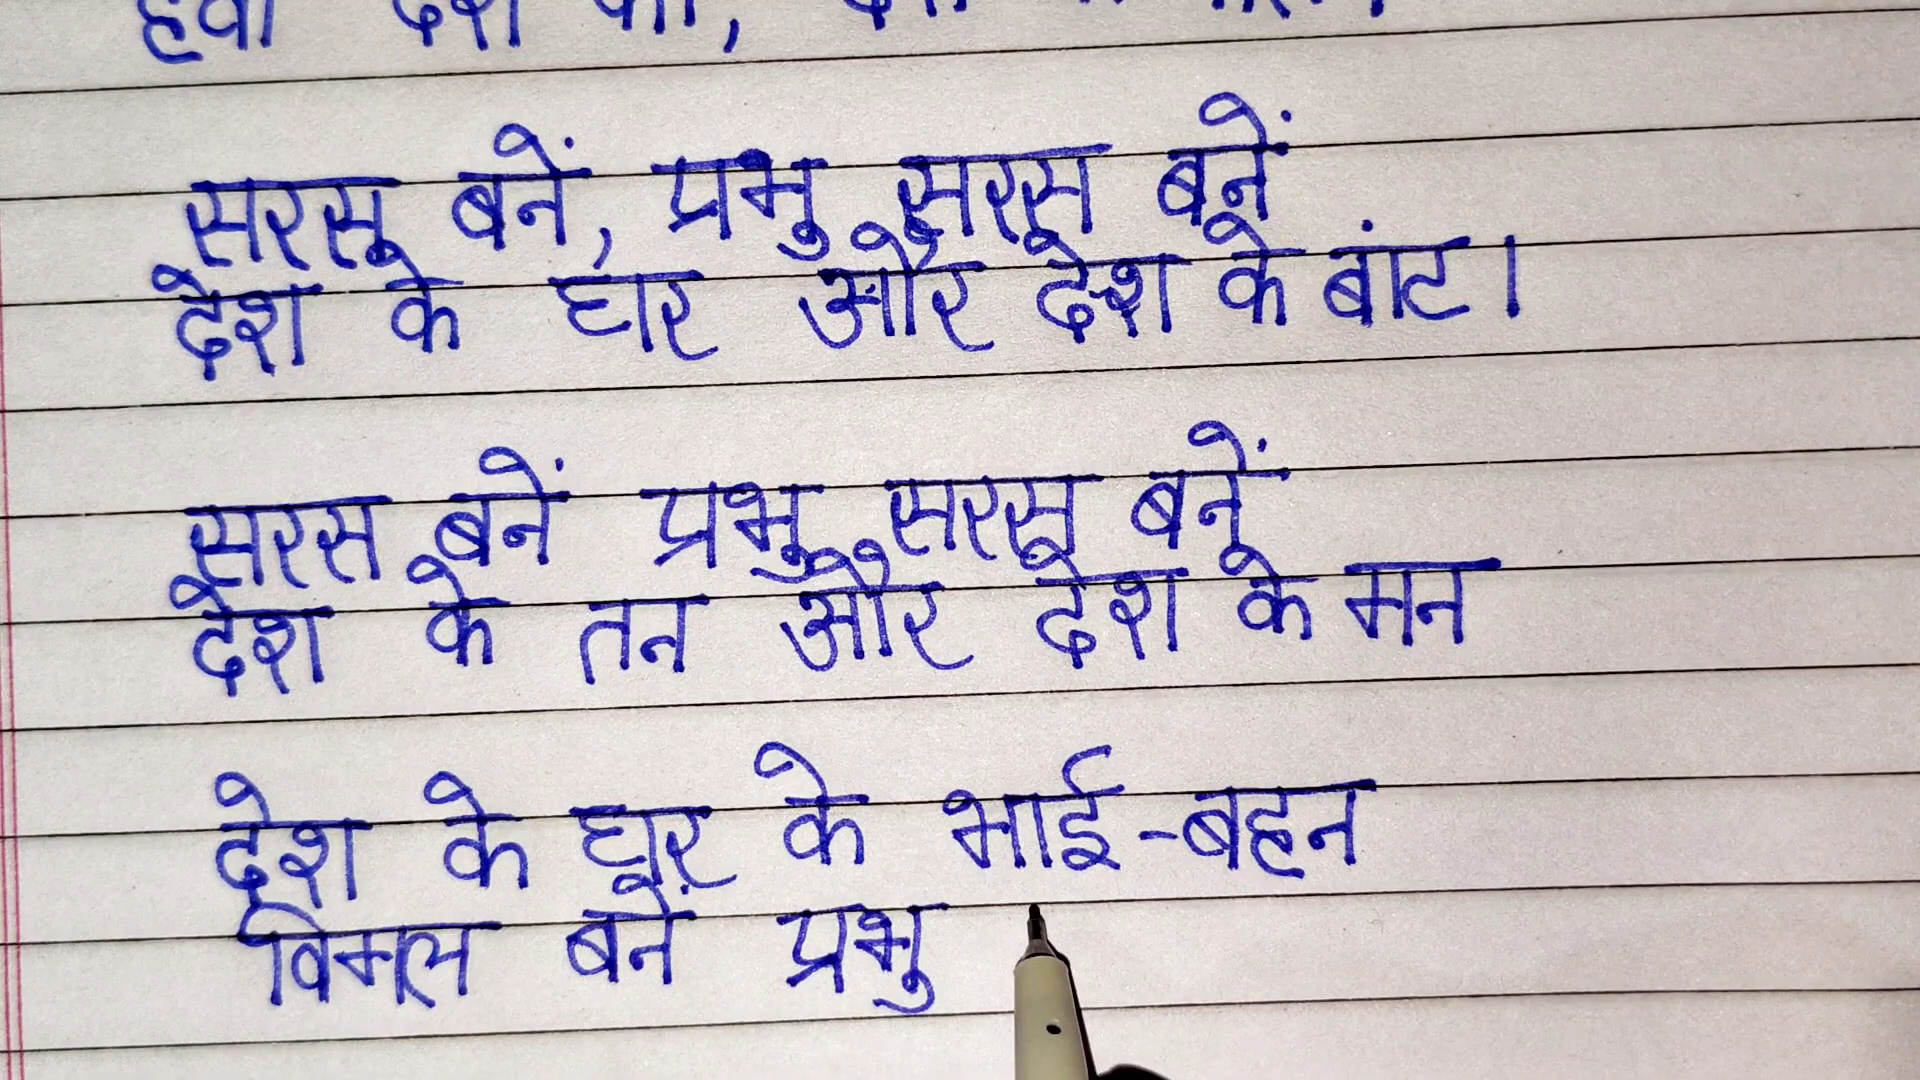 हवा देश की,
सरस बनें, प्रभु सरस बनें
देश के घर और देश के बांट।
सरस बनें प्रभु सरस बनें
देश के तन और देश के मन
देश के घर के भाई-बहन
विमल बनें प्रभु